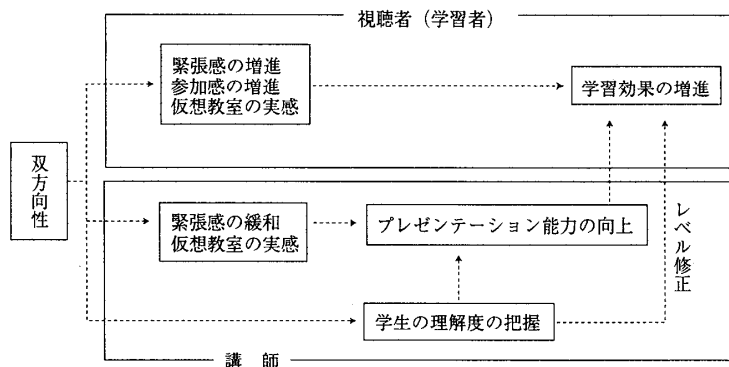 視聴者（学習者）
緊張感の増進
参加感の増進
仮想教室の実感
学習効果の増進
双方向性
緊張感の緩和
仮想教室の実感
プレゼンテーション能力の向上
レベル修正
学生の理解度の把握
講　師